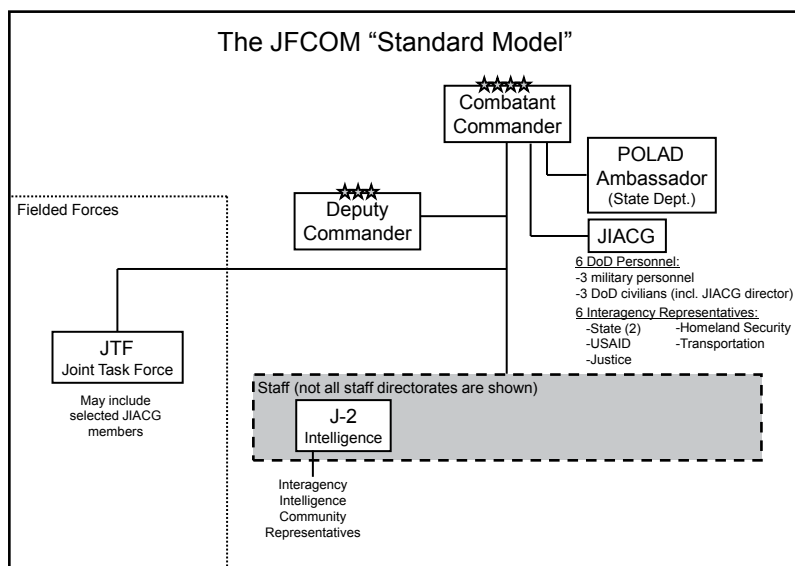 The JFCOM “Standard Model”
Combatant
Commander
POLAD
Ambassador
(State Dept.)
Fielded Forces
Deputy
Commander
JIACG
6 DoD Personnel:
-3 military personnel
-3 DoD civilians (incl. JIACG director)
6 Interagency Representatives:
-State (2) -Homeland Security
-USAID -Transportation
-Justice
JTF
Joint Task Force
May include
selected JIACG
members
Staff (not all staff directorates are shown)
J-2
Intelligence
Interagency
Intelligence
Community
Representatives